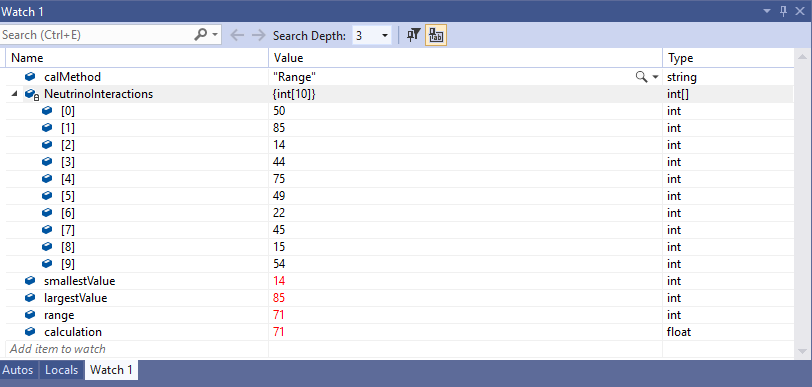 Watch 1
Search (Ctrl+E) Search Depth: 3
Name Value Type
calMethod "Range" string
NeutrinoInteractions {int[10]} int[]
[0] 50 int
[1] 85 int
[2] 14 int
[3] 44 int
[4] 75 int
[5] 49 int
[6] 22 int
[7] 45 int
[8] 15 int
[9] 54 int
smallestValue 14 int
largestValue 85 int
range 71 int
calculation 71 float
Add item to watch
Autos Locals Watch 1